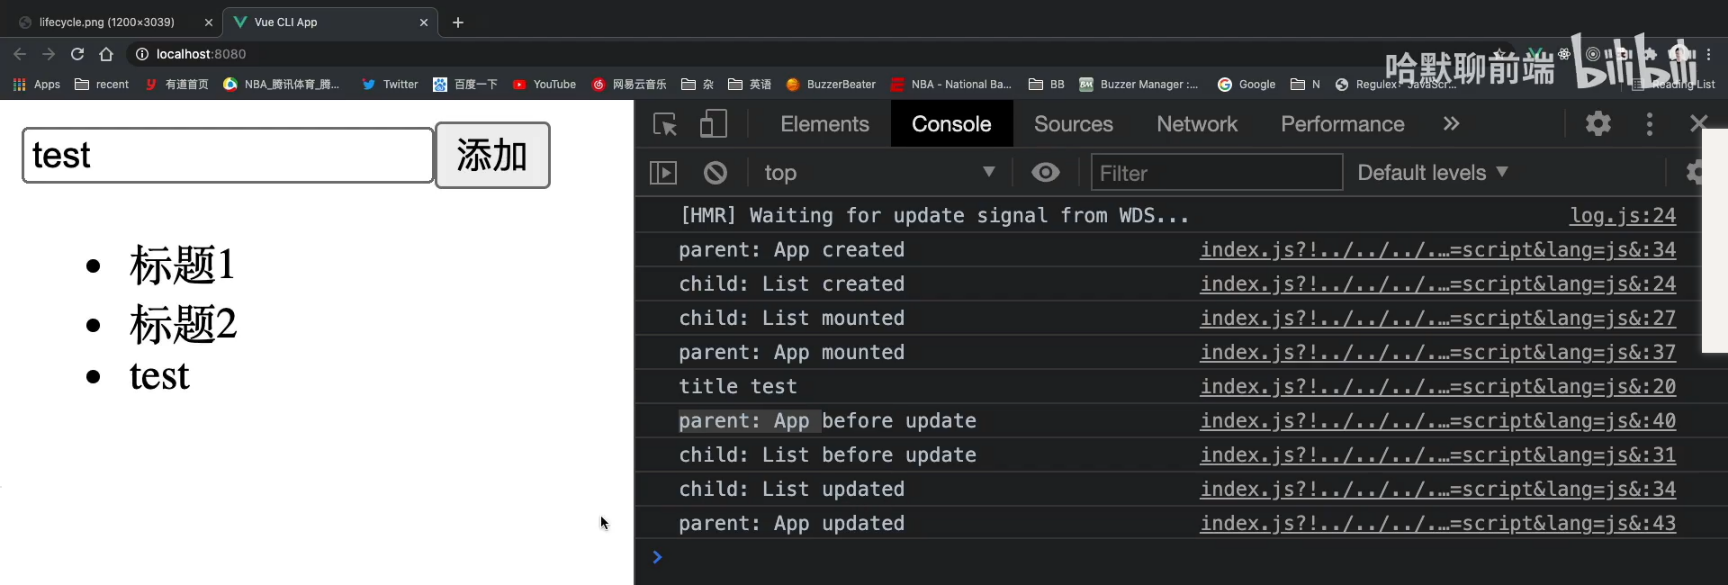 lifecycle.png (1200×3039)
Vue CLI App
localhost:8080
哈默聊前端 bilibili
Apps recent 有道首页 NBA_腾讯体育_腾... Twitter 百度一下 YouTube 网易云音乐 杂 英语 BuzzerBeater NBA - National Ba... BB Buzzer Manager :... Google N Regulex: JavaScr... Reading List
test 添加
标题1
标题2
test
Elements Console Sources Network Performance
top Filter Default levels
[HMR] Waiting for update signal from WDS... log.js:24
parent: App created index.js?!../../../.…=script&lang=js&:34
child: List created index.js?!../../../.…=script&lang=js&:24
child: List mounted index.js?!../../../.…=script&lang=js&:27
parent: App mounted index.js?!../../../.…=script&lang=js&:37
title test index.js?!../../../.…=script&lang=js&:20
parent: App before update index.js?!../../../.…=script&lang=js&:40
child: List before update index.js?!../../../.…=script&lang=js&:31
child: List updated index.js?!../../../.…=script&lang=js&:34
parent: App updated index.js?!../../../.…=script&lang=js&:43